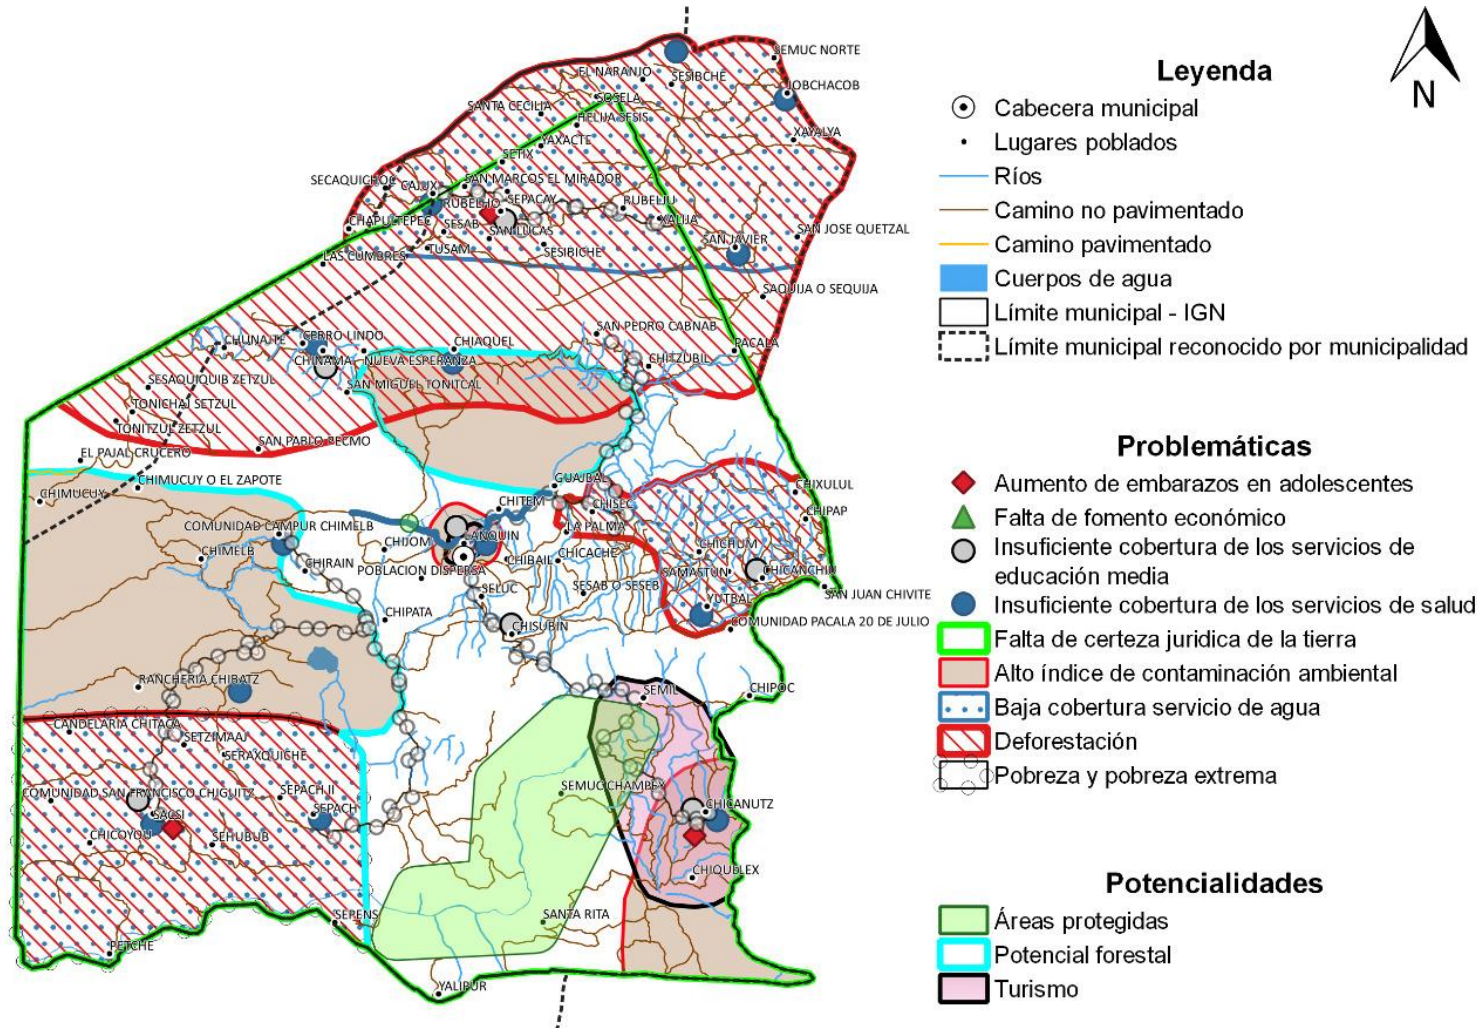 SEMUC NORTE
EL NARANJO
SESIBCHE
JOBCHACOB
SOSELA
SANTA CECILIA
HELIJA SESIS
XAYALYA
YAXACTE
SETIX
SECAQUICHOC
CAJUX
SAN MARCOS EL MIRADOR
RUBELHO
SEPACAY
RUBELJU
XALIJA
CHAPULTEPEC
SESAB
SAN LUCAS
SAN JAVIER
SAN JOSE QUETZAL
TUSAM
SESIBICHE
LAS CUMBRES
SAQUIJA O SEQUIJA
SAN PEDRO CABNAB
CHUNAJTE
CERRO LINDO
CHIAQUEL
PACALA
CHINAMA
NUEVA ESPERANZA
CHITZUBIL
SESAQUIQUIB ZETZUL
SAN MIGUEL TONITCAL
TONICHAJ SETZUL
TONITZUL ZETZUL
SAN PABLO PECMO
EL PAJAL CRUCERO
CHIMUCUY O EL ZAPOTE
GUAJBAL
CHIMUCUY
CHITEM
CHISEC
CHIXULUL
COMUNIDAD CAMPUR CHIMELB
LA PALMA
CHIPAP
LANQUIN
CHIJOM
CHIMELB
CHICACHE
CHICHUM
CHIRAIN
POBLACION DISPERSA
CHIBAIL
SAMASTUN
CHICANCHIU
SELUC
SESAB O SESEB
SAN JUAN CHIVITE
YUTBAL
CHIPATA
CHISUBIN
COMUNIDAD PACALA 20 DE JULIO
RANCHERIA CHIBATZ
SEMIL
CHIPOC
CANDELARIA CHITACA
SETZIMAAJ
SERAXQUICHE
SEMUC CHAMPEY
COMUNIDAD SAN FRANCISCO CHIGUITZ
SEPACH II
SACSI
SEPACH
CHICANUTZ
CHICOYOU
SEHUBUB
CHIQUELEX
SEPENS
SANTA RITA
PETCHE
YALIPUR
N
Leyenda
Cabecera municipal
Lugares poblados
Ríos
Camino no pavimentado
Camino pavimentado
Cuerpos de agua
Límite municipal - IGN
Límite municipal reconocido por municipalidad
Problemáticas
Aumento de embarazos en adolescentes
Falta de fomento económico
Insuficiente cobertura de los servicios de
educación media
Insuficiente cobertura de los servicios de salud
Falta de certeza juridica de la tierra
Alto índice de contaminación ambiental
Baja cobertura servicio de agua
Deforestación
Pobreza y pobreza extrema
Potencialidades
Áreas protegidas
Potencial forestal
Turismo